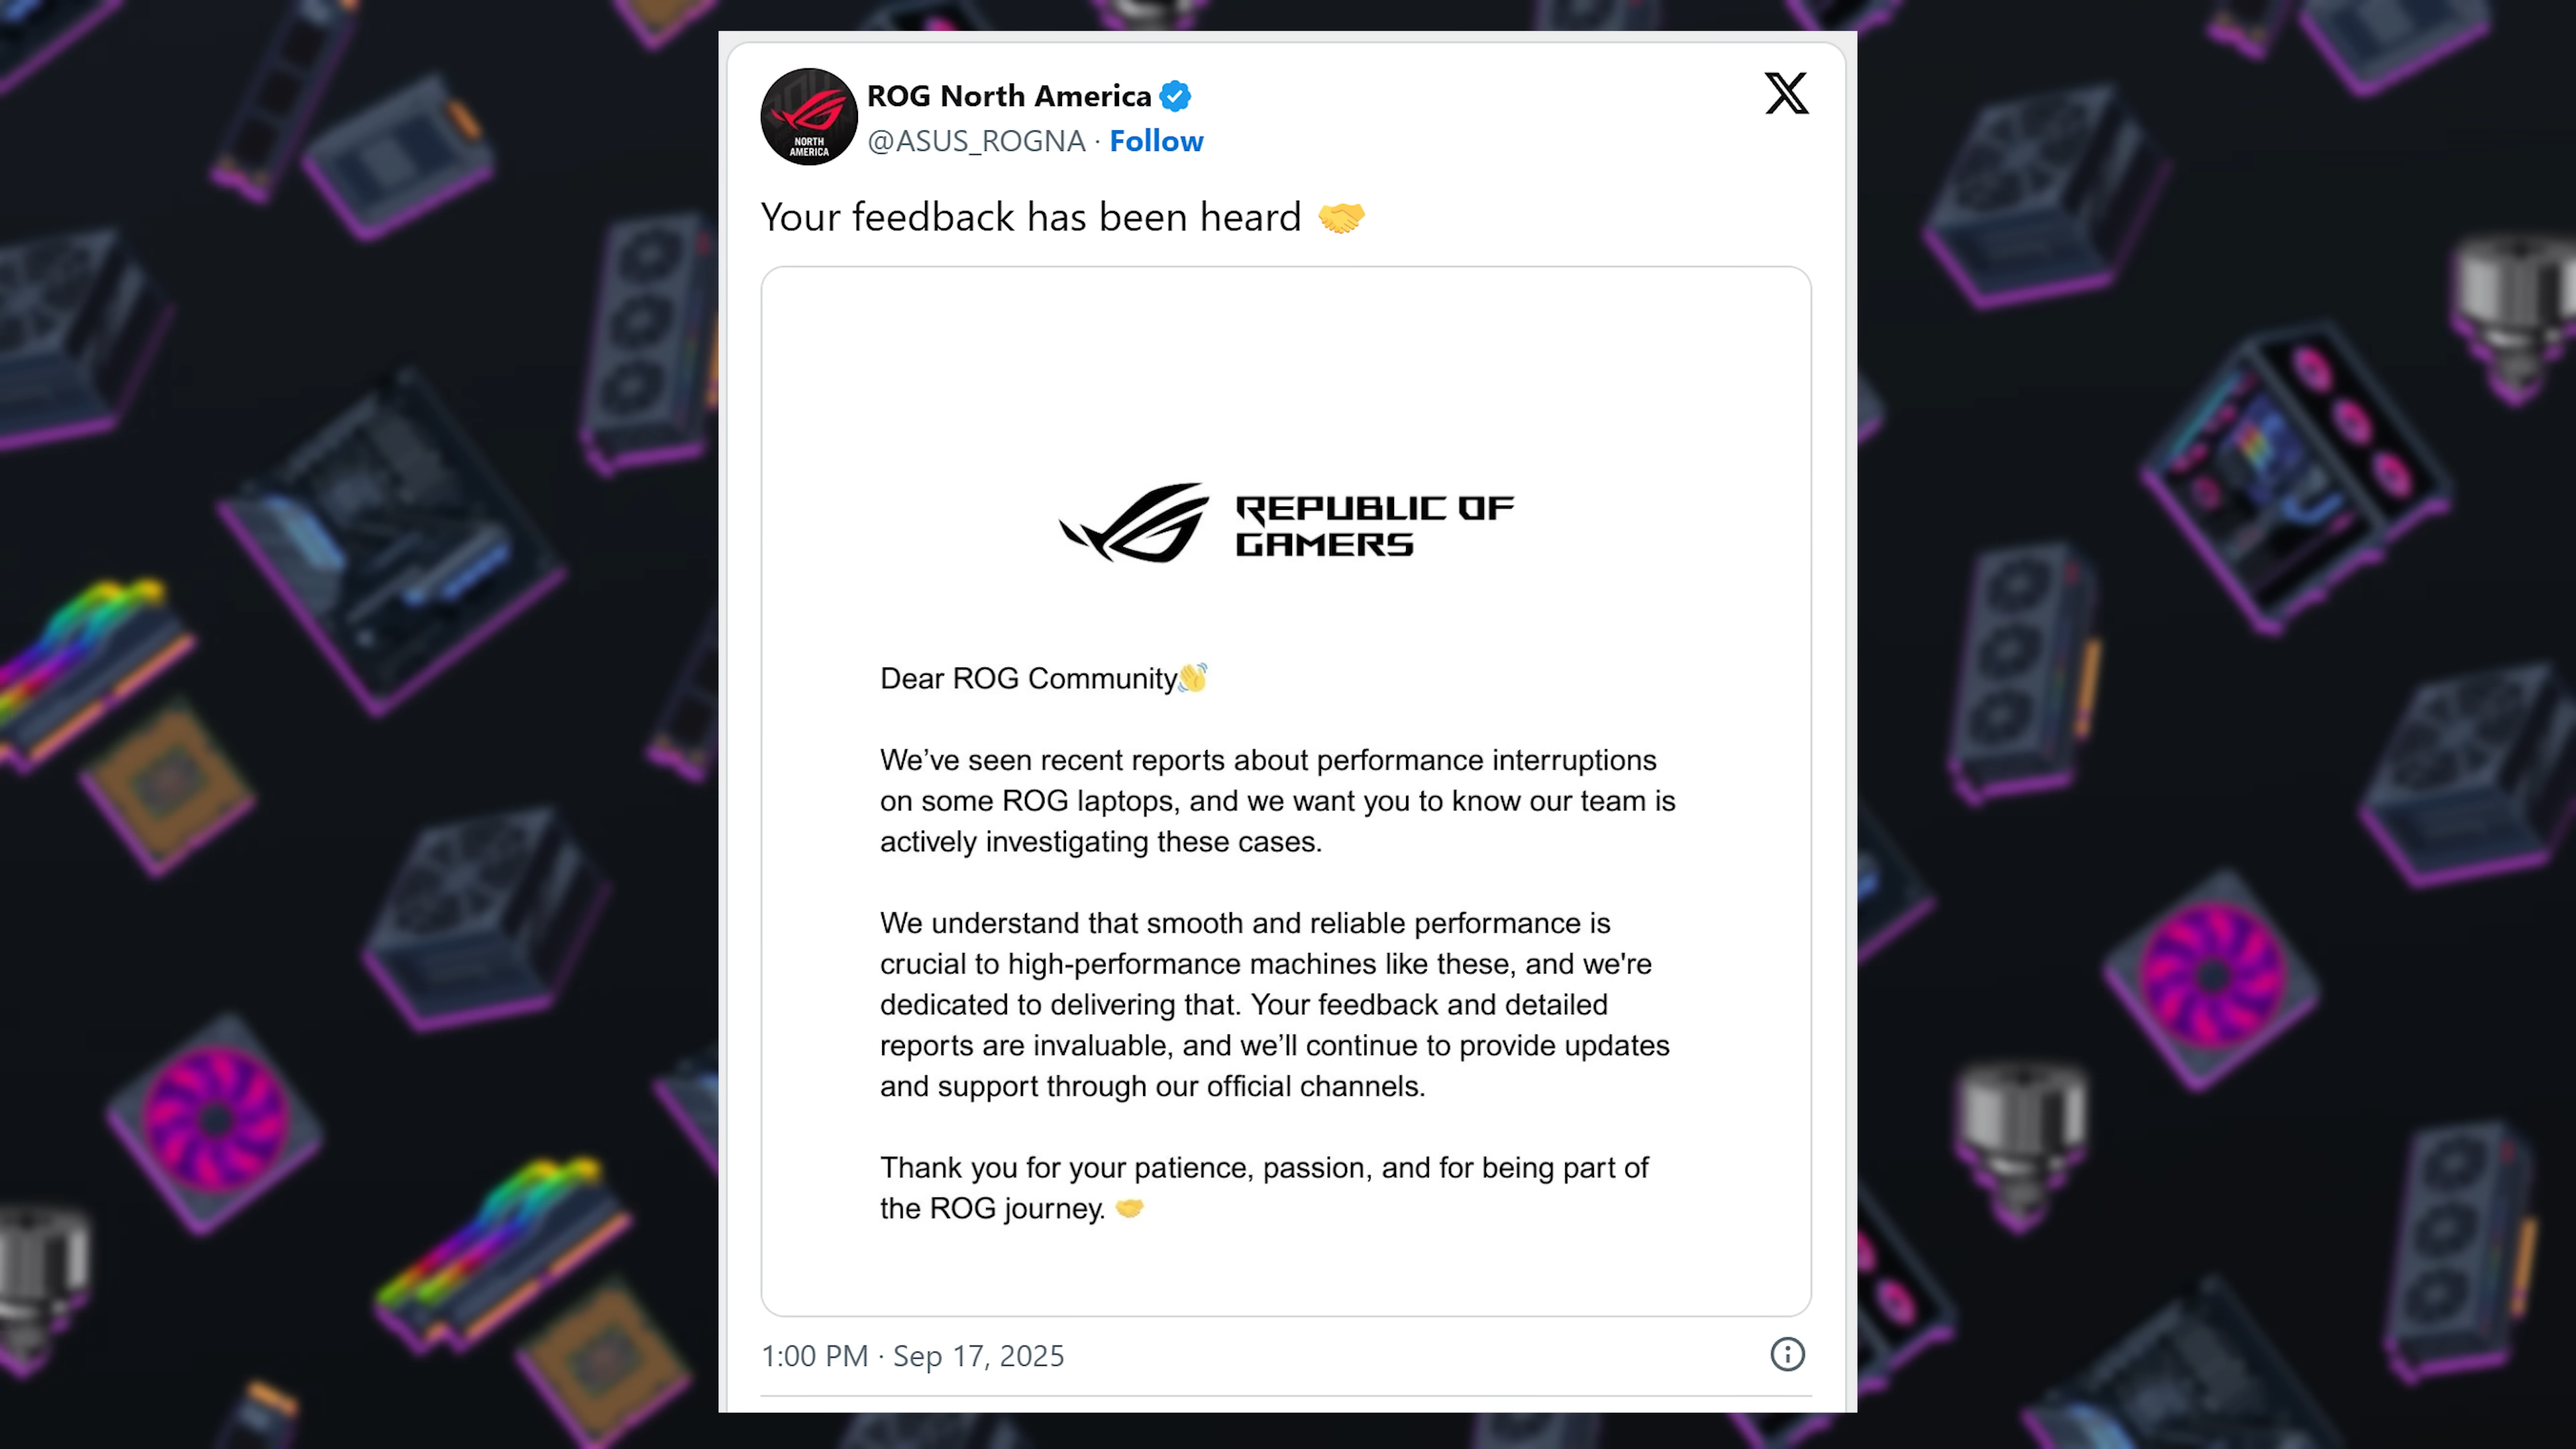 ROG North America
@ASUS_ROGNA · Follow
NORTH
AMERICA
Your feedback has been heard 🤝
REPUBLIC OF
GAMERS
Dear ROG Community👋
We’ve seen recent reports about performance interruptions
on some ROG laptops, and we want you to know our team is
actively investigating these cases.
We understand that smooth and reliable performance is
crucial to high-performance machines like these, and we're
dedicated to delivering that. Your feedback and detailed
reports are invaluable, and we’ll continue to provide updates
and support through our official channels.
Thank you for your patience, passion, and for being part of
the ROG journey. 🤝
1:00 PM · Sep 17, 2025